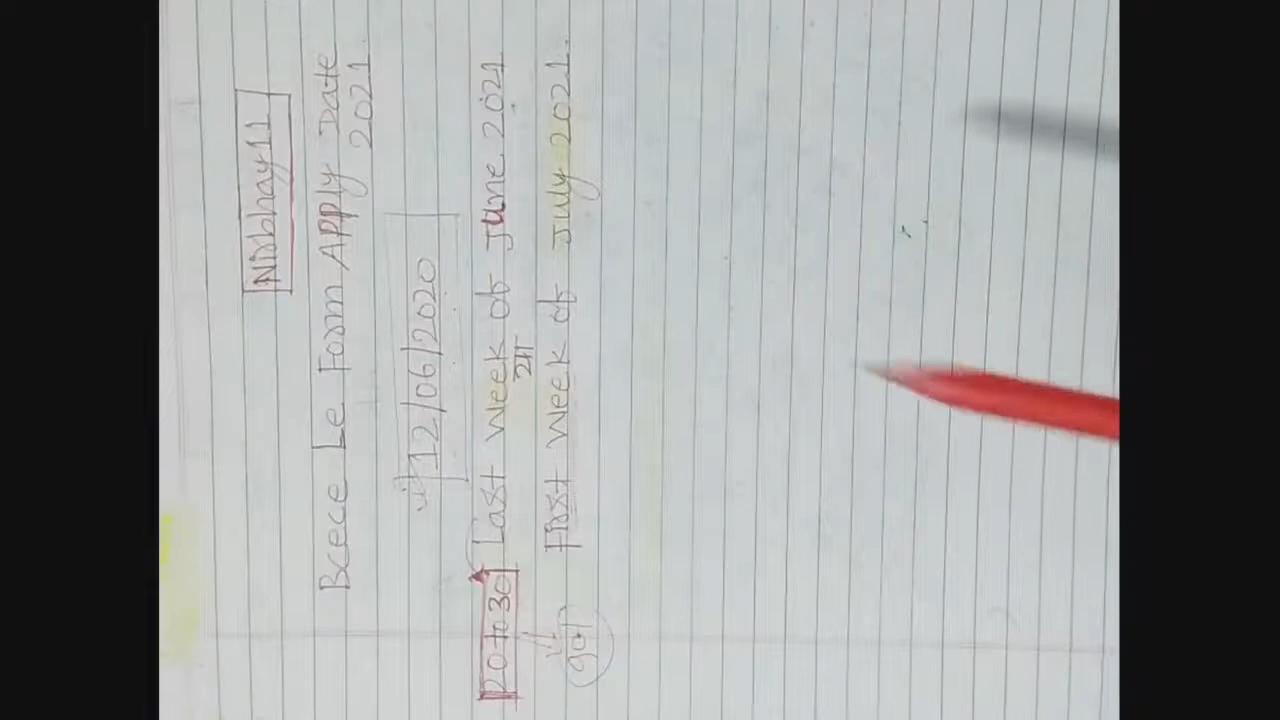 Nirbhay11
Bcece Le Form Apply Date
2021.
12/06/2020
20 to 30 Last week of June 2021
या
First week of July 2021.